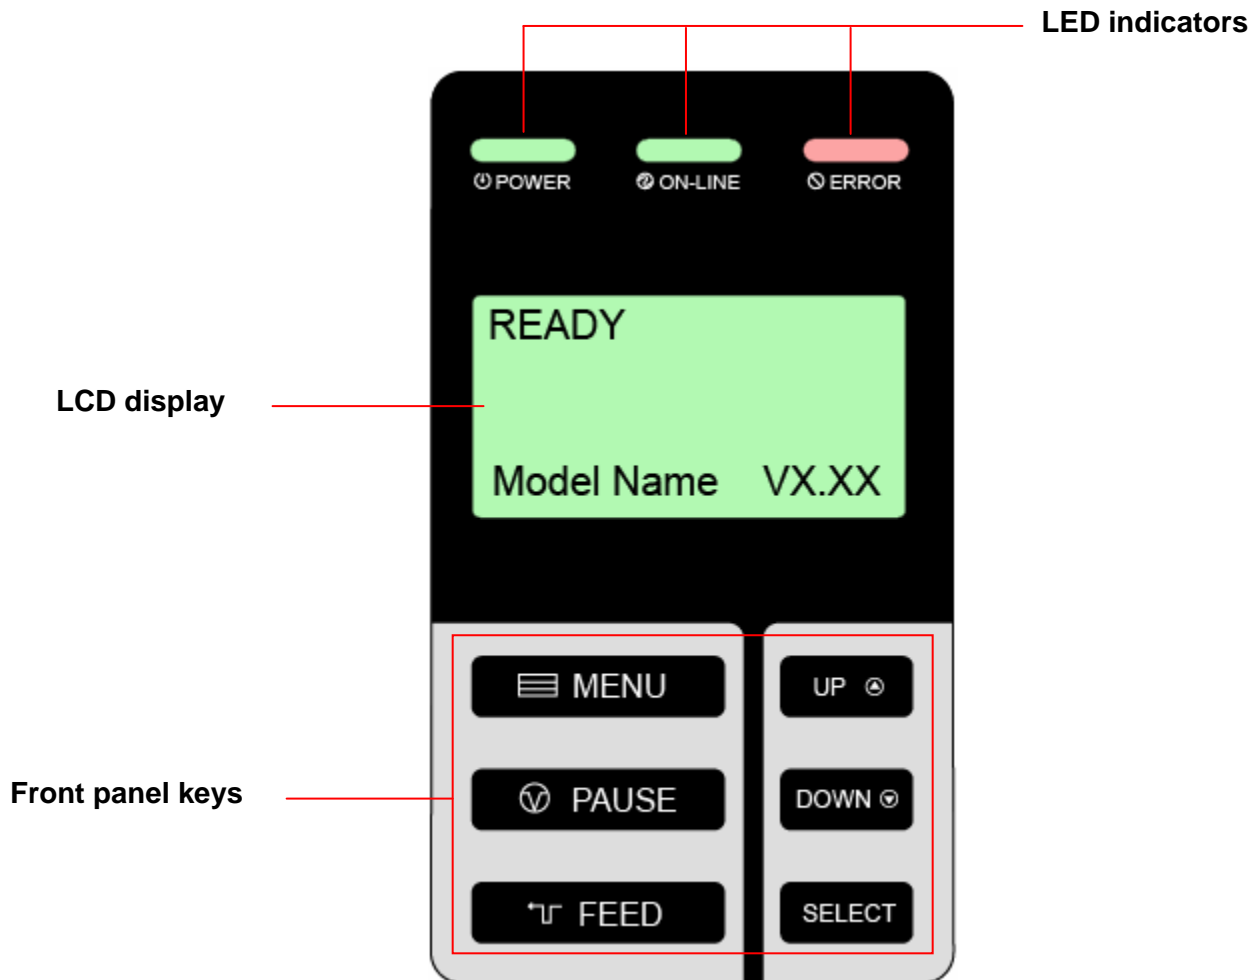 LED indicators
POWER ON-LINE ERROR
READY
LCD display
Model Name VX.XX
MENU UP
Front panel keys
PAUSE DOWN
FEED SELECT